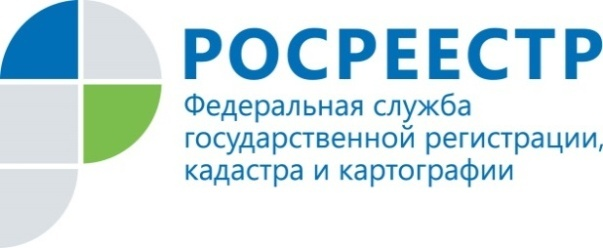 РОСРЕЕСТР
Федеральная служба
государственной регистрации,
кадастра и картографии